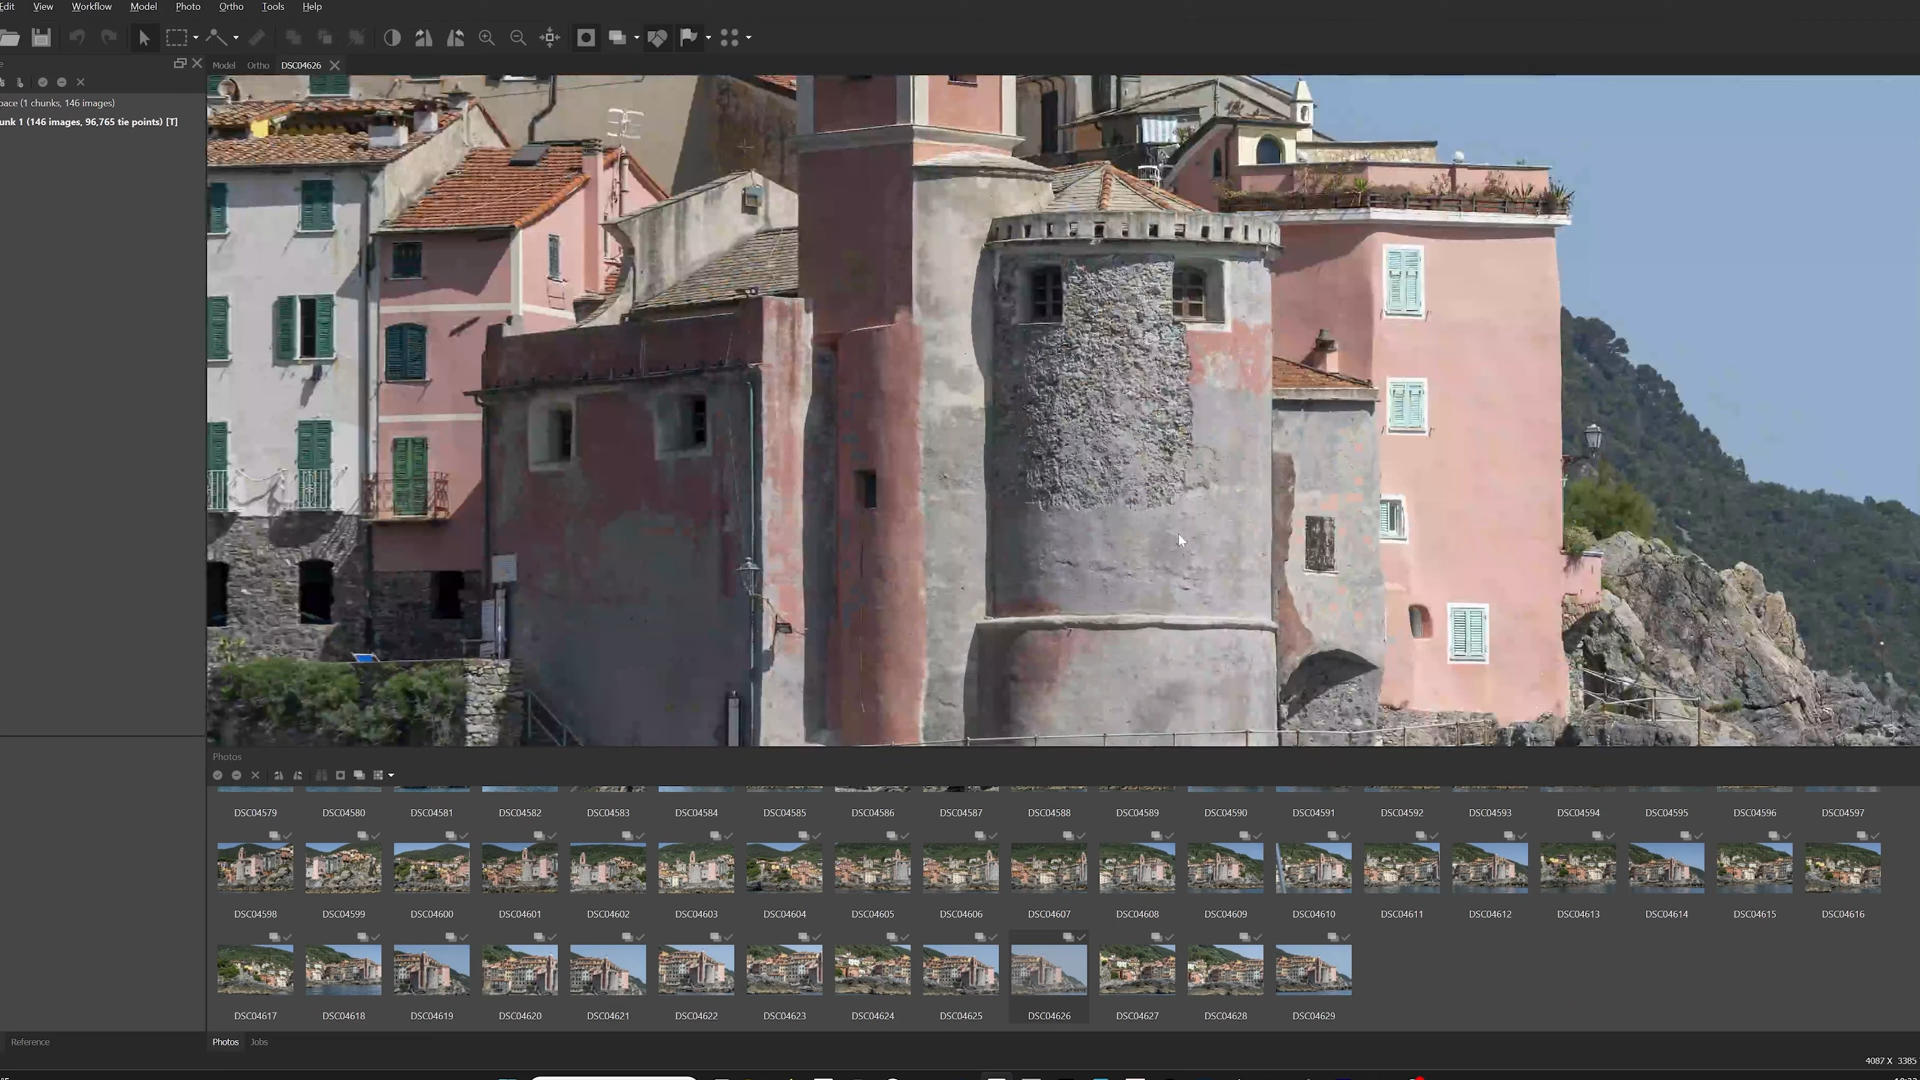 Edit View Workflow Model Photo Ortho Tools Help
Model Ortho DSC04626
pace (1 chunks, 146 images)
unk 1 (146 images, 96,765 tie points) [T]
Photos
DSC04579 DSC04580 DSC04581 DSC04582 DSC04583 DSC04584 DSC04585 DSC04586 DSC04587 DSC04588 DSC04589 DSC04590 DSC04591 DSC04592 DSC04593 DSC04594 DSC04595 DSC04596 DSC04597
DSC04598 DSC04599 DSC04600 DSC04601 DSC04602 DSC04603 DSC04604 DSC04605 DSC04606 DSC04607 DSC04608 DSC04609 DSC04610 DSC04611 DSC04612 DSC04613 DSC04614 DSC04615 DSC04616
DSC04617 DSC04618 DSC04619 DSC04620 DSC04621 DSC04622 DSC04623 DSC04624 DSC04625 DSC04626 DSC04627 DSC04628 DSC04629
Reference Photos Jobs
4087 X 3385